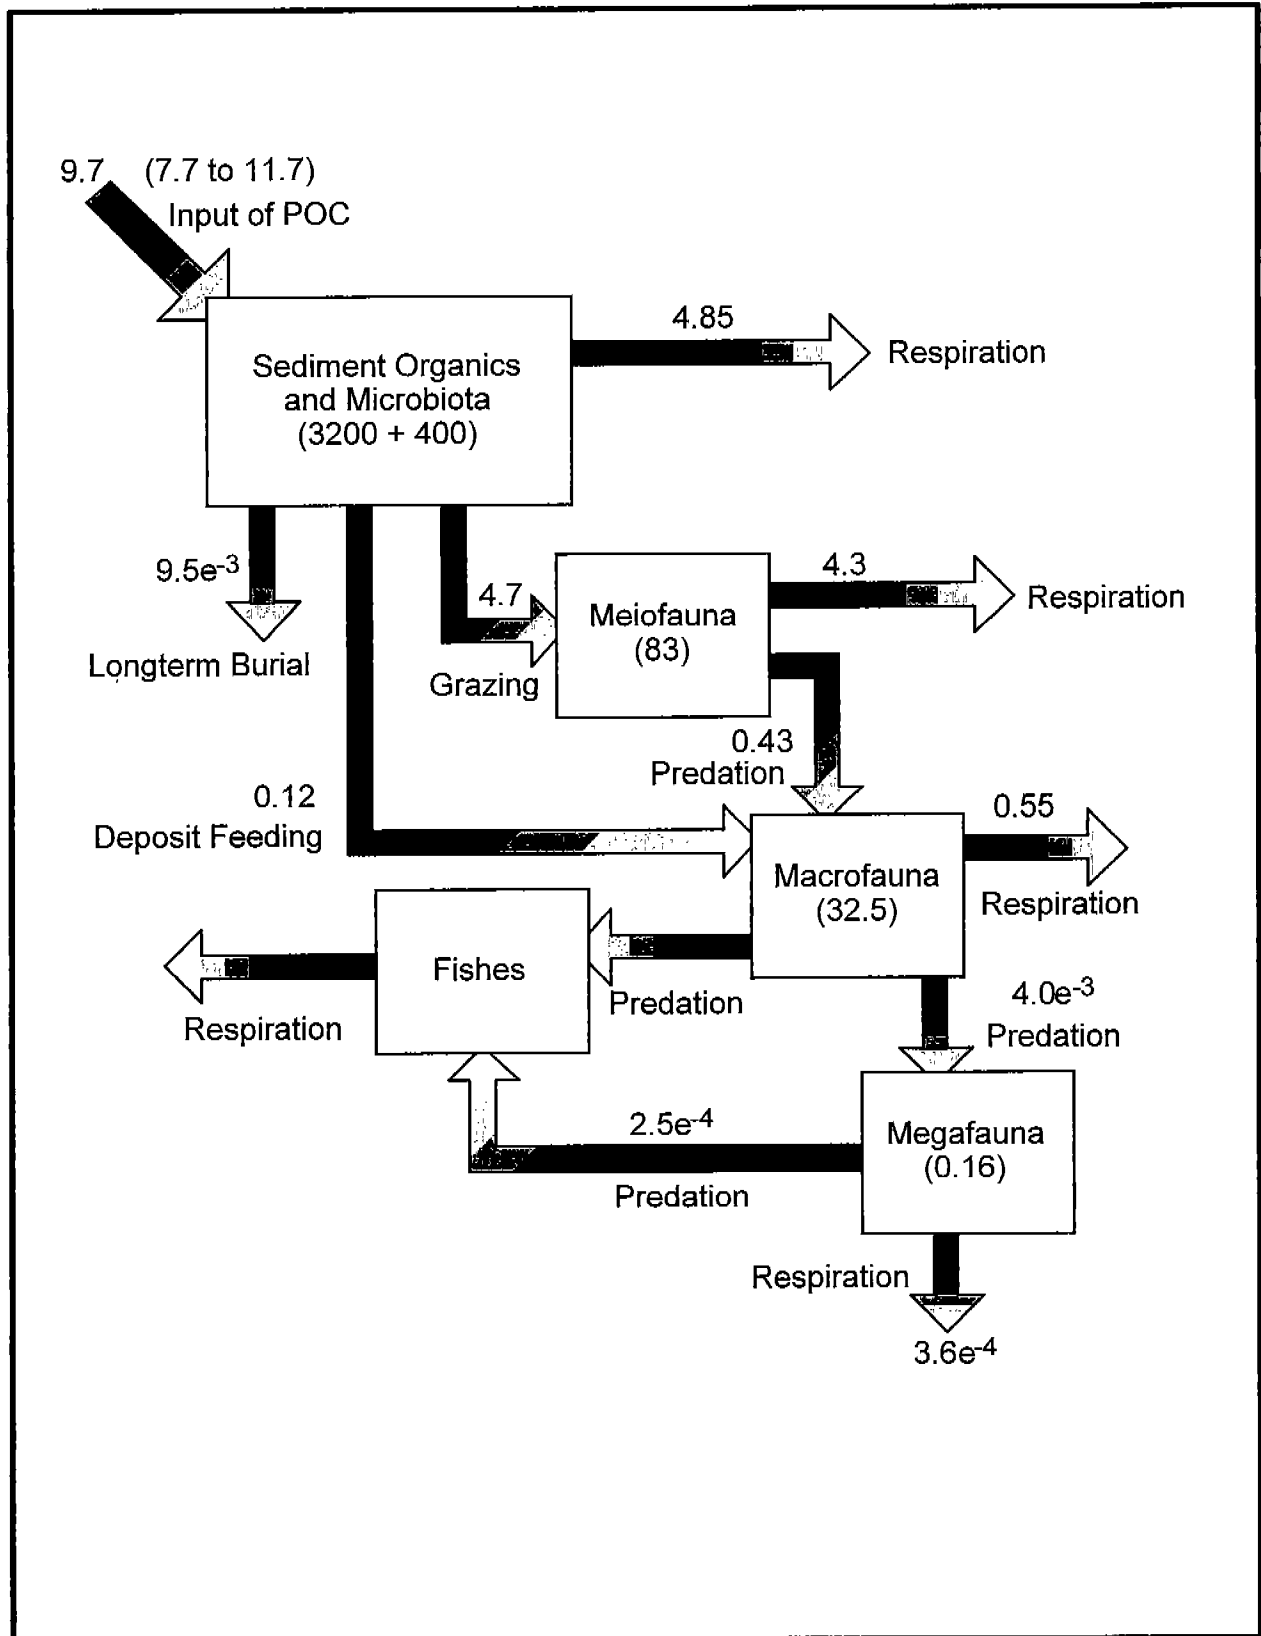 9.7 (7.7 to 11.7)
Input of POC
4.85
Respiration
Sediment Organics
and Microbiota
(3200 + 400)
9.5e-3
Longterm Burial
4.7
Grazing
Meiofauna
(83)
4.3
Respiration
0.43
Predation
0.12
Deposit Feeding
0.55
Macrofauna
(32.5)
Respiration
Fishes
Respiration
Predation
4.0e-3
Predation
2.5e-4
Predation
Megafauna
(0.16)
Respiration
3.6e-4